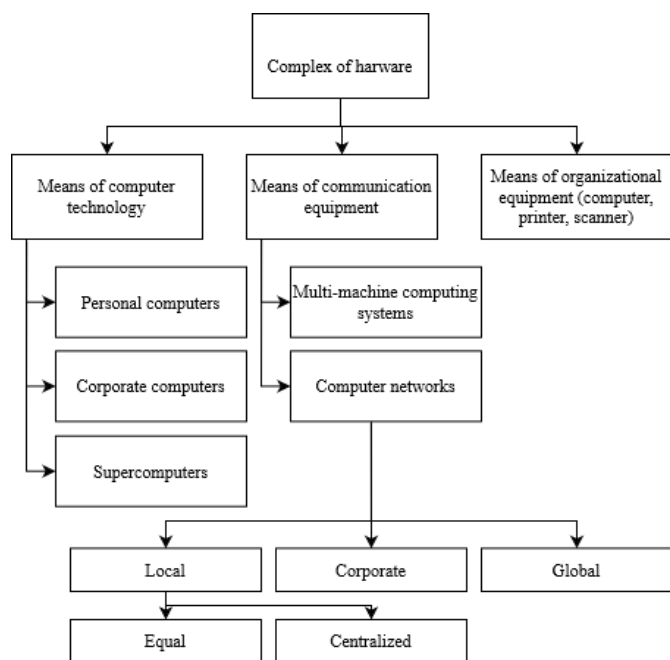 Complex of harware
Means of computer
technology
Means of communication
equipment
Means of organizational
equipment (computer,
printer, scanner)
Personal computers
Multi-machine computing
systems
Corporate computers
Computer networks
Supercomputers
Local
Corporate
Global
Equal
Centralized